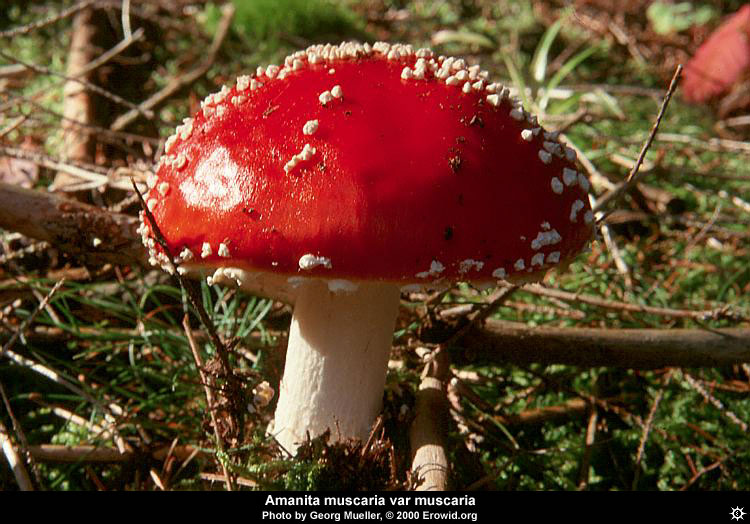 Amanita muscaria var muscaria
Photo by Georg Mueller, © 2000 Erowid.org